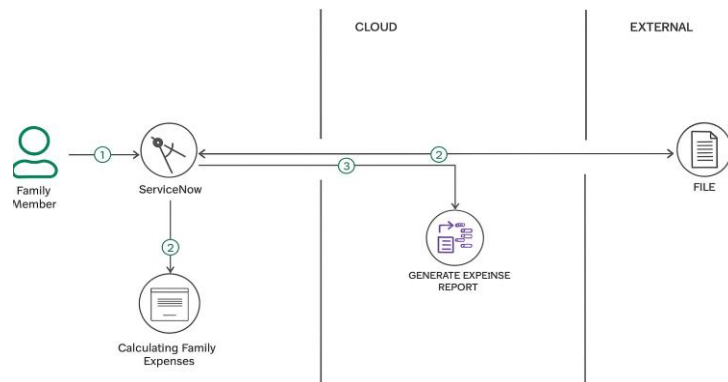 CLOUD
EXTERNAL
1
2
3
Family
Member
ServiceNow
FILE
2
GENERATE EXPEINSE
REPORT
Calculating Family
Expenses